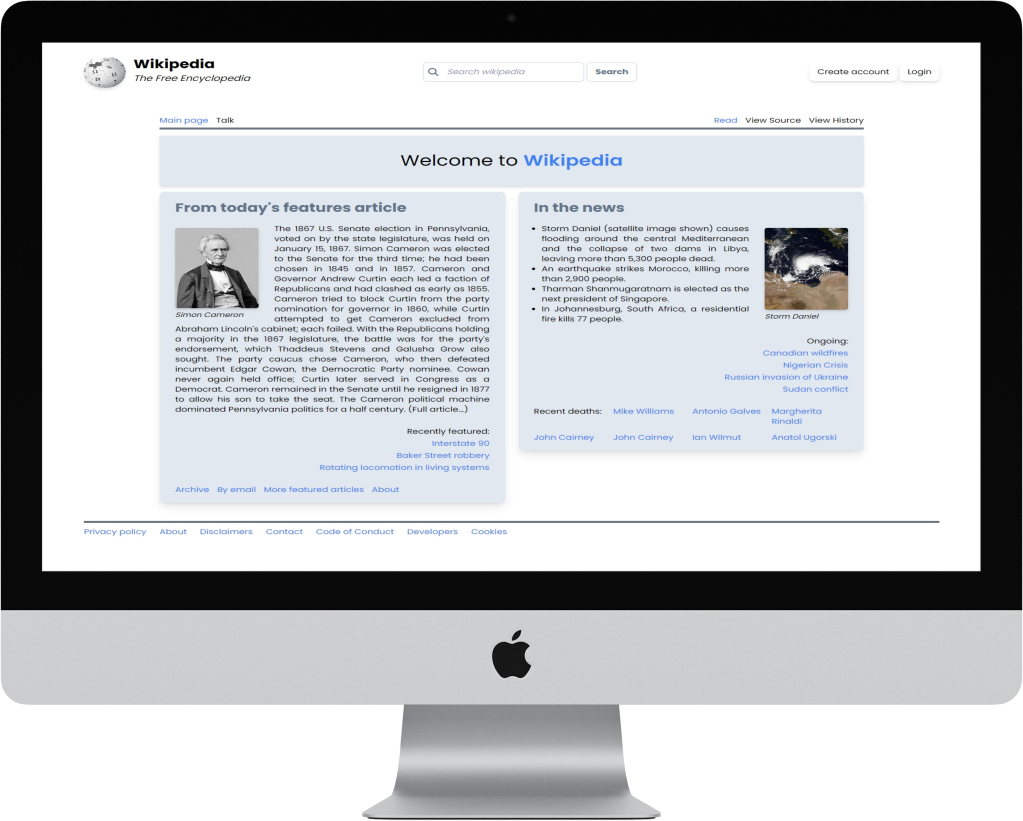 Wikipedia
The Free Encyclopedia
Search wikipedia
Search
Create account
Login
Main page Talk
Read View Source View History
Welcome to Wikipedia
From today's features article
The 1867 U.S. Senate election in Pennsylvania,
voted on by the state legislature, was held on
January 15, 1867. Simon Cameron was elected
to the Senate for the third time; he had been
chosen in 1845 and in 1857. Cameron and
Governor Andrew Curtin each led a faction of
Republicans and had clashed as early as 1855.
Cameron tried to block Curtin from the party
nomination for governor in 1860, while Curtin
attempted to get Cameron excluded from
Simon Cameron
Abraham Lincoln's cabinet; each failed. With the Republicans holding
a majority in the 1867 legislature, the battle was for the party's
endorsement, which Thaddeus Stevens and Galusha Grow also
sought. The party caucus chose Cameron, who then defeated
incumbent Edgar Cowan, the Democratic Party nominee. Cowan
never again held office; Curtin later served in Congress as a
Democrat. Cameron remained in the Senate until he resigned in 1877
to allow his son to take the seat. The Cameron political machine
dominated Pennsylvania politics for a half century. (Full article...)
Recently featured:
Interstate 90
Baker Street robbery
Rotating locomotion in living systems
Archive By email More featured articles About
In the news
• Storm Daniel (satellite image shown) causes
flooding around the central Mediterranean
and the collapse of two dams in Libya,
leaving more than 5,300 people dead.
• An earthquake strikes Morocco, killing more
than 2,900 people.
• Tharman Shanmugaratnam is elected as the
next president of Singapore.
• In Johannesburg, South Africa, a residential
fire kills 77 people.
Storm Daniel
Ongoing:
Canadian wildfires
Nigerian Crisis
Russian invasion of Ukraine
Sudan conflict
Recent deaths: Mike Williams Antonio Galves Margherita
Rinaldi
John Cairney John Cairney Ian Wilmut Anatol Ugorski
Privacy policy About Disclaimers Contact Code of Conduct Developers Cookies